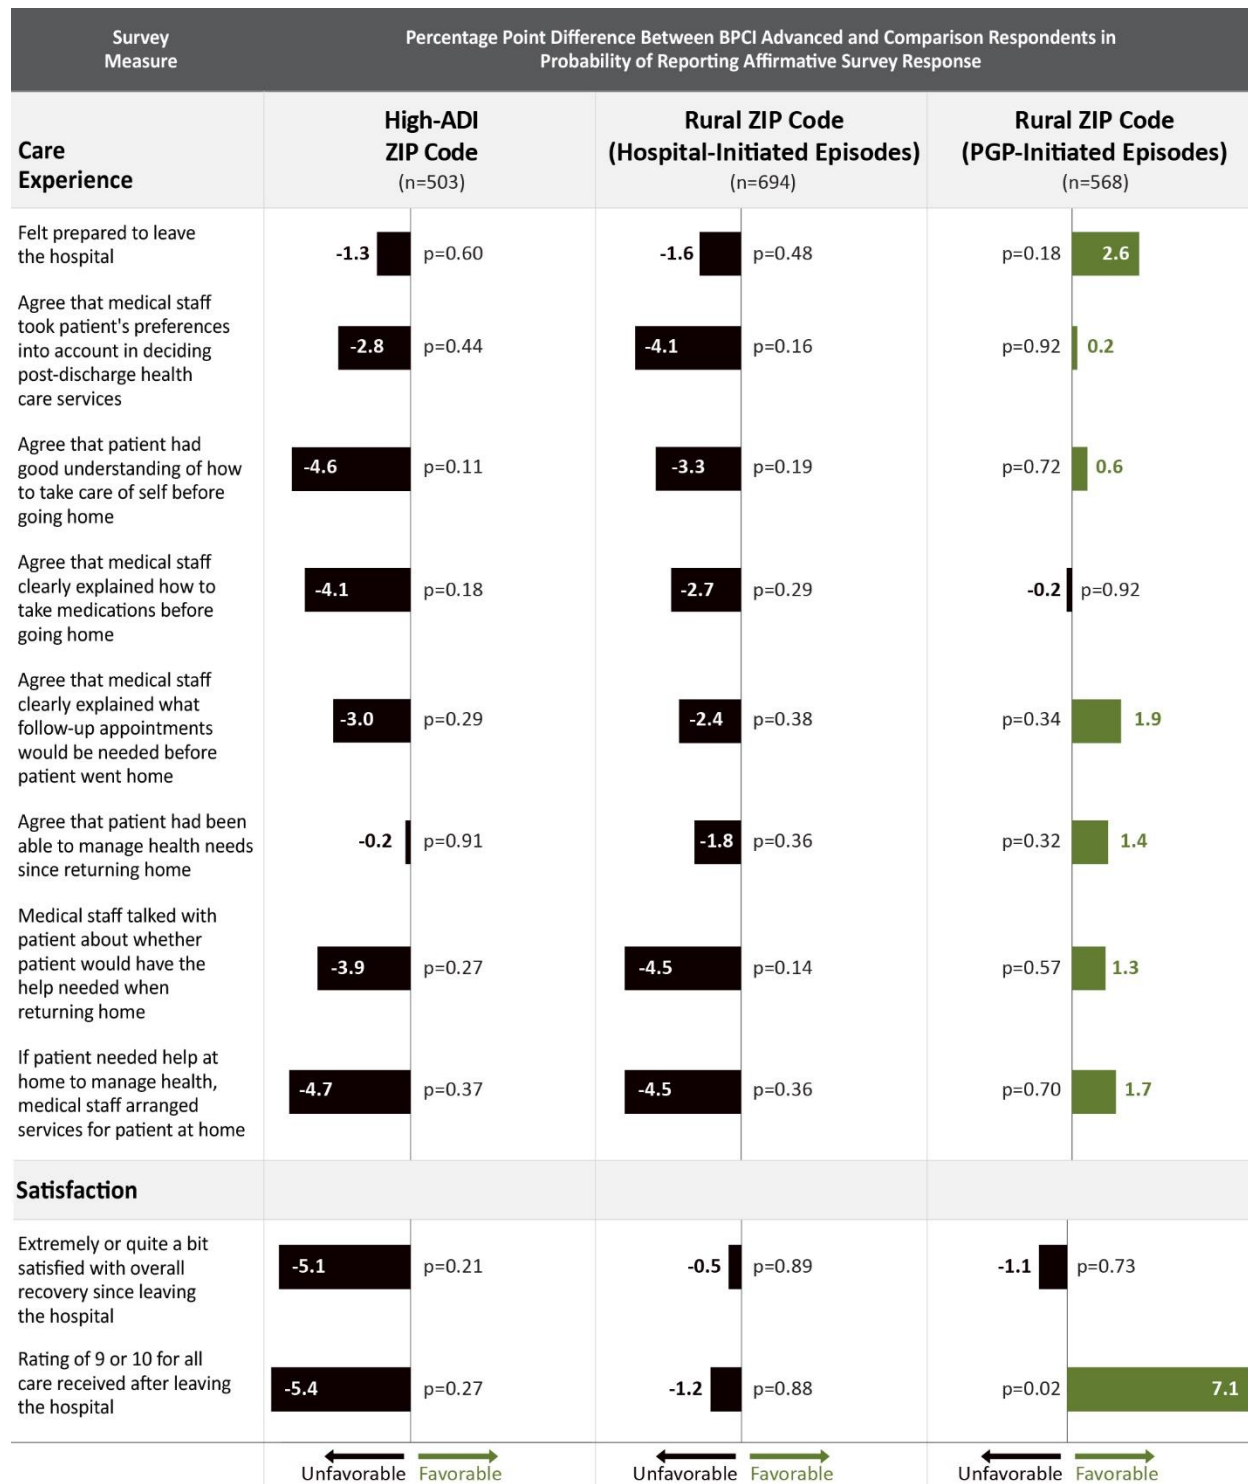 Survey
Measure
Percentage Point Difference Between BPCI Advanced and Comparison Respondents in
Probability of Reporting Affirmative Survey Response
Care
Experience
High-ADI
ZIP Code
(n=503)
Rural ZIP Code
(Hospital-Initiated Episodes)
(n=694)
Rural ZIP Code
(PGP-Initiated Episodes)
(n=568)
Felt prepared to leave
the hospital
-1.3 p=0.60
-1.6 p=0.48
p=0.18 2.6
Agree that medical staff
took patient's preferences
into account in deciding
post-discharge health
care services
-2.8 p=0.44
-4.1 p=0.16
p=0.92 0.2
Agree that patient had
good understanding of how
to take care of self before
going home
-4.6 p=0.11
-3.3 p=0.19
p=0.72 0.6
Agree that medical staff
clearly explained how to
take medications before
going home
-4.1 p=0.18
-2.7 p=0.29
-0.2 p=0.92
Agree that medical staff
clearly explained what
follow-up appointments
would be needed before
patient went home
-3.0 p=0.29
-2.4 p=0.38
p=0.34 1.9
Agree that patient had been
able to manage health needs
since returning home
-0.2 p=0.91
-1.8 p=0.36
p=0.32 1.4
Medical staff talked with
patient about whether
patient would have the
help needed when
returning home
-3.9 p=0.27
-4.5 p=0.14
p=0.57 1.3
If patient needed help at
home to manage health,
medical staff arranged
services for patient at home
-4.7 p=0.37
-4.5 p=0.36
p=0.70 1.7
Satisfaction
Extremely or quite a bit
satisfied with overall
recovery since leaving
the hospital
-5.1 p=0.21
-0.5 p=0.89
-1.1 p=0.73
Rating of 9 or 10 for all
care received after leaving
the hospital
-5.4 p=0.27
-1.2 p=0.88
p=0.02 7.1
Unfavorable Favorable
Unfavorable Favorable
Unfavorable Favorable